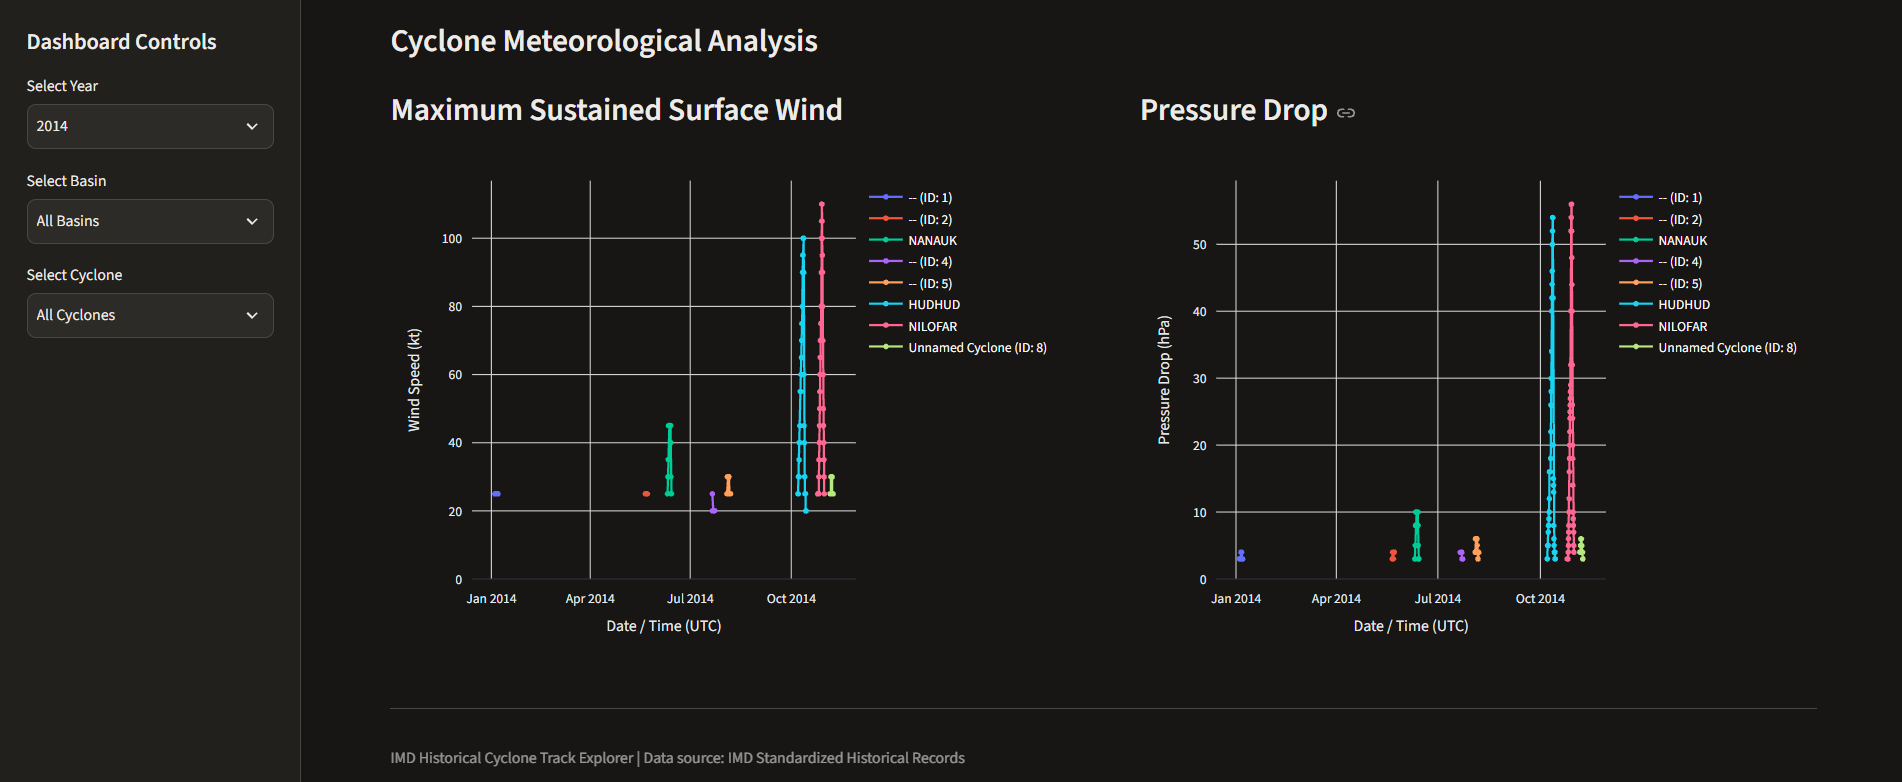 Dashboard Controls
Select Year
2014
Select Basin
All Basins
Select Cyclone
All Cyclones
Cyclone Meteorological Analysis
Maximum Sustained Surface Wind
Wind Speed (kt)
100
80
60
40
20
0
Jan 2014
Apr 2014
Jul 2014
Oct 2014
Date / Time (UTC)
-- (ID: 1)
-- (ID: 2)
NANAUK
-- (ID: 4)
-- (ID: 5)
HUDHUD
NILOFAR
Unnamed Cyclone (ID: 8)
Pressure Drop
Pressure Drop (hPa)
50
40
30
20
10
0
Jan 2014
Apr 2014
Jul 2014
Oct 2014
Date / Time (UTC)
-- (ID: 1)
-- (ID: 2)
NANAUK
-- (ID: 4)
-- (ID: 5)
HUDHUD
NILOFAR
Unnamed Cyclone (ID: 8)
IMD Historical Cyclone Track Explorer | Data source: IMD Standardized Historical Records